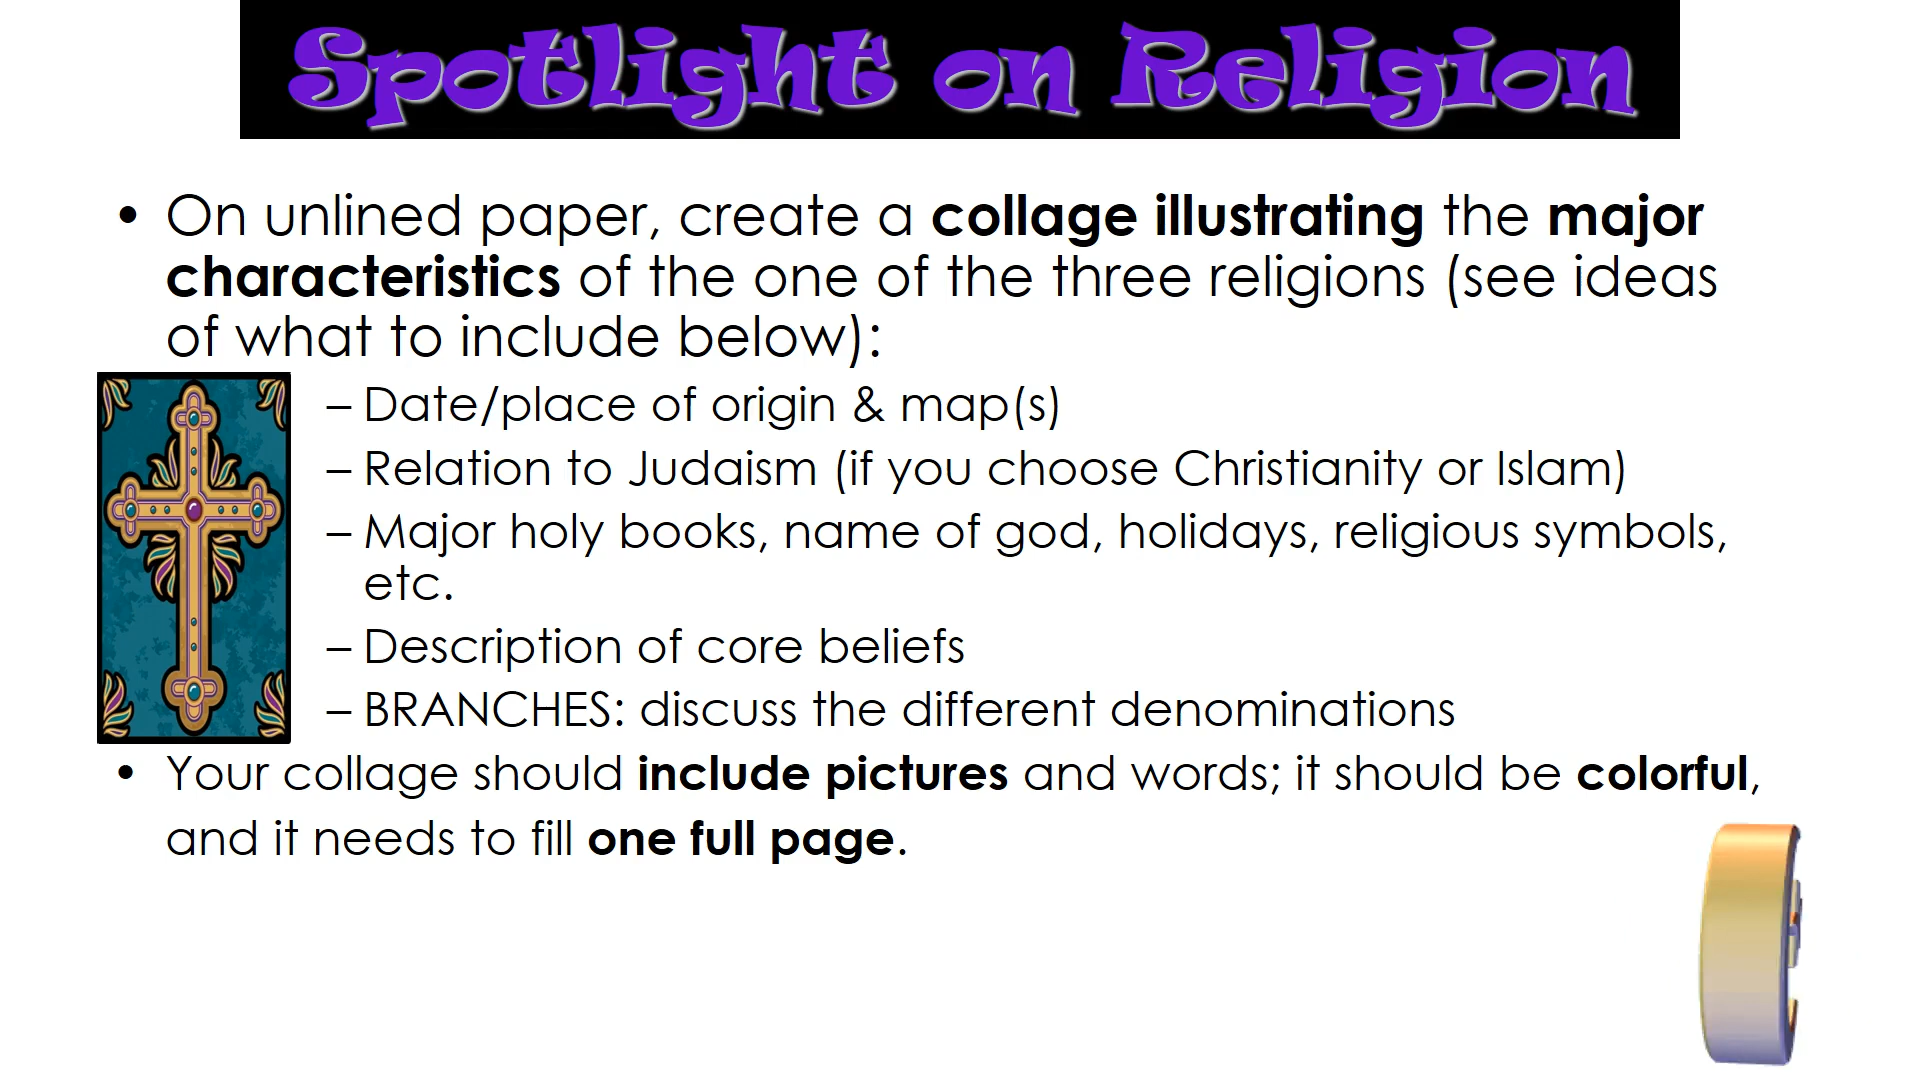 Spotlight on Religion
• On unlined paper, create a collage illustrating the major
characteristics of the one of the three religions (see ideas
of what to include below):
– Date/place of origin & map(s)
– Relation to Judaism (if you choose Christianity or Islam)
– Major holy books, name of god, holidays, religious symbols,
etc.
– Description of core beliefs
– BRANCHES: discuss the different denominations
• Your collage should include pictures and words; it should be colorful,
and it needs to fill one full page.